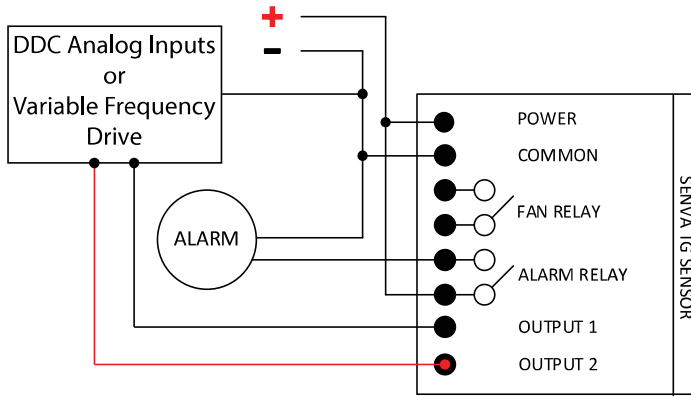 +
-
DDC Analog Inputs
or
Variable Frequency
Drive
ALARM
POWER
COMMON
FAN RELAY
ALARM RELAY
OUTPUT 1
OUTPUT 2
SENVA TG SENSOR